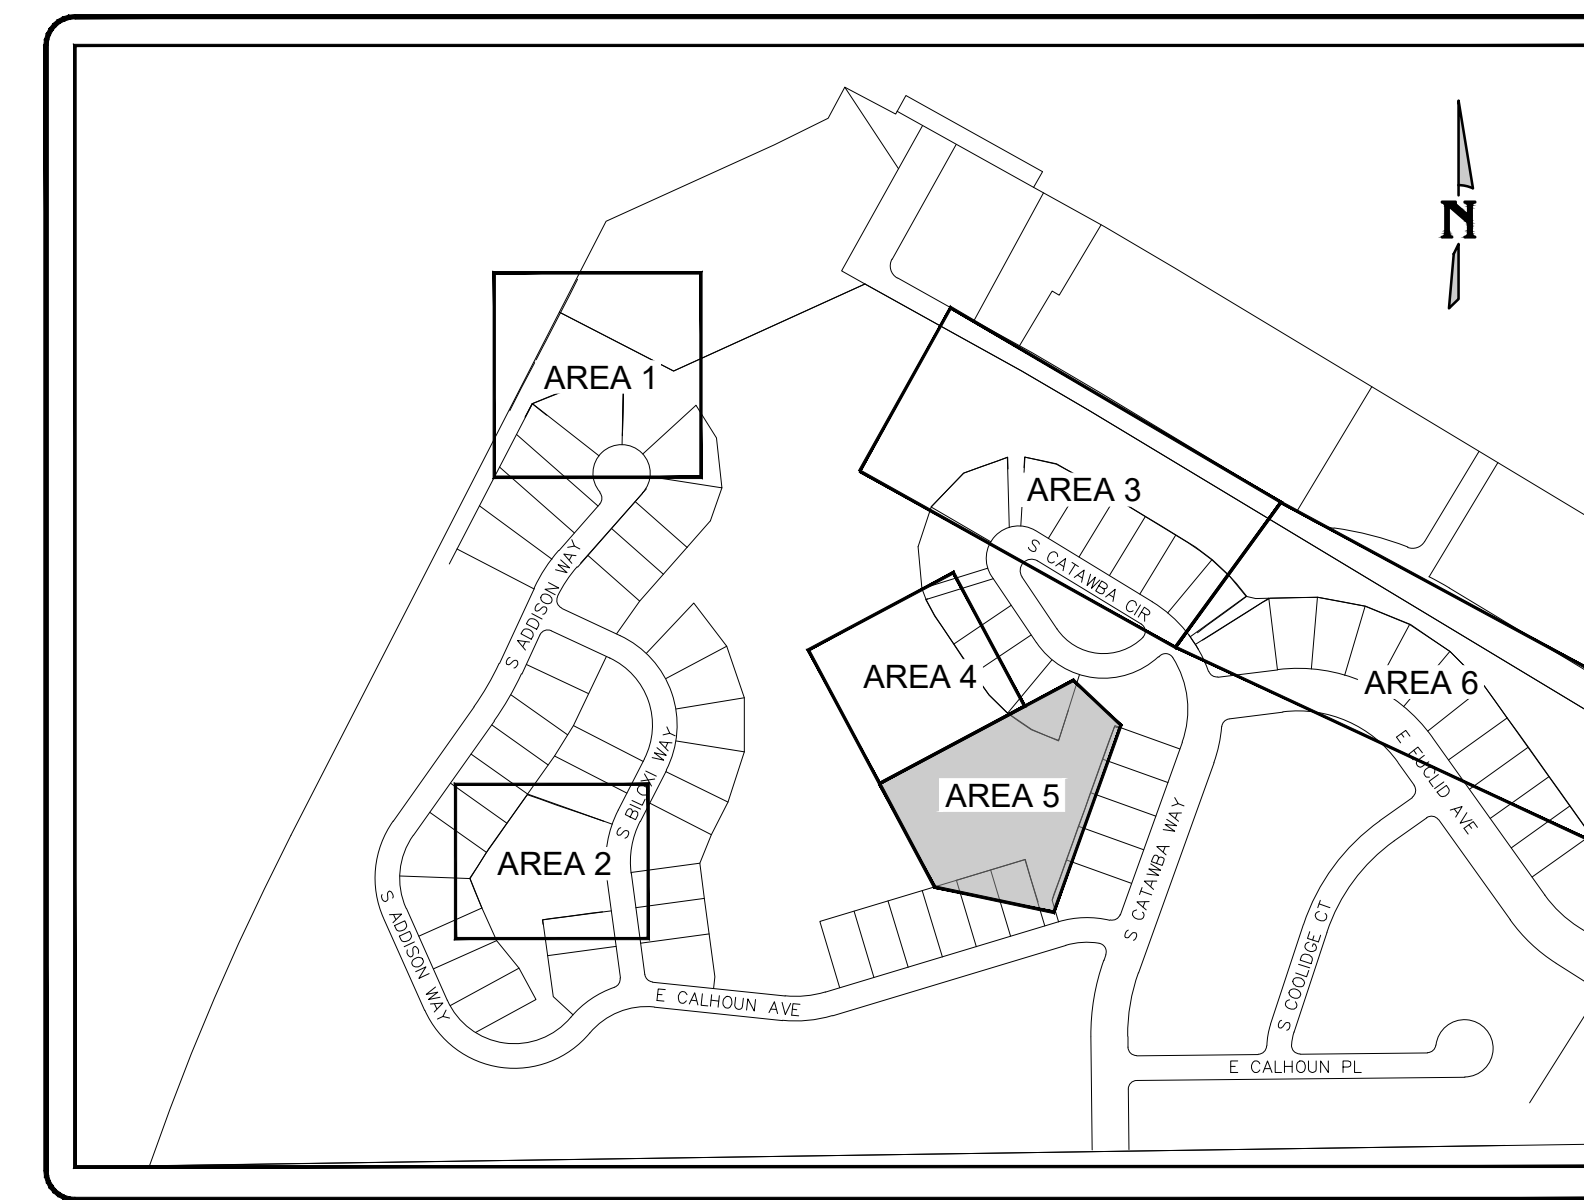 N
AREA 1
AREA 3
S CATAWBA CIR
S ADDISON WAY
AREA 4
AREA 6
E EUCLID AVE
S BILOXI WAY
AREA 5
S CATAWBA WAY
AREA 2
S ADDISON WAY
S COOLIDGE CT
E CALHOUN AVE
E CALHOUN PL